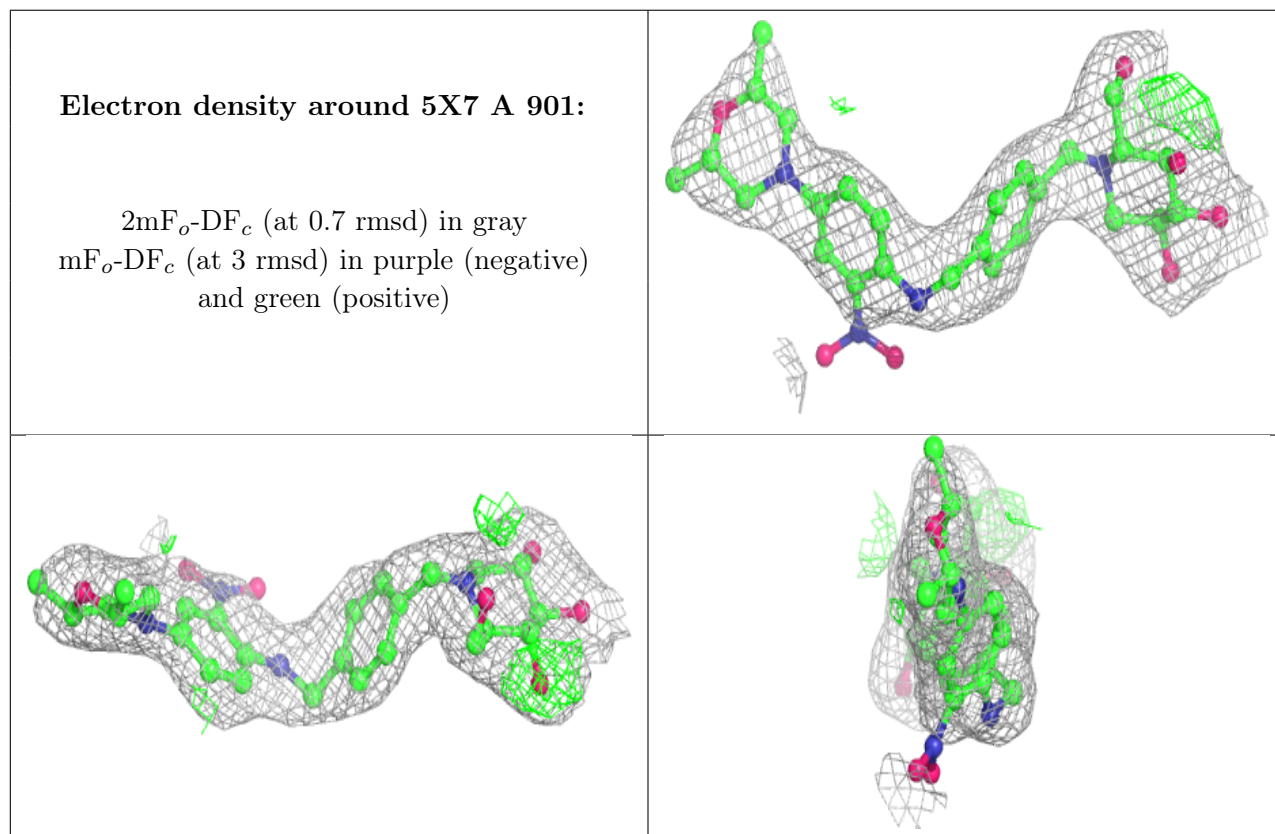 Electron density around 5X7 A 901:
2mFo-DFc (at 0.7 rmsd) in gray
mFo-DFc (at 3 rmsd) in purple (negative)
and green (positive)